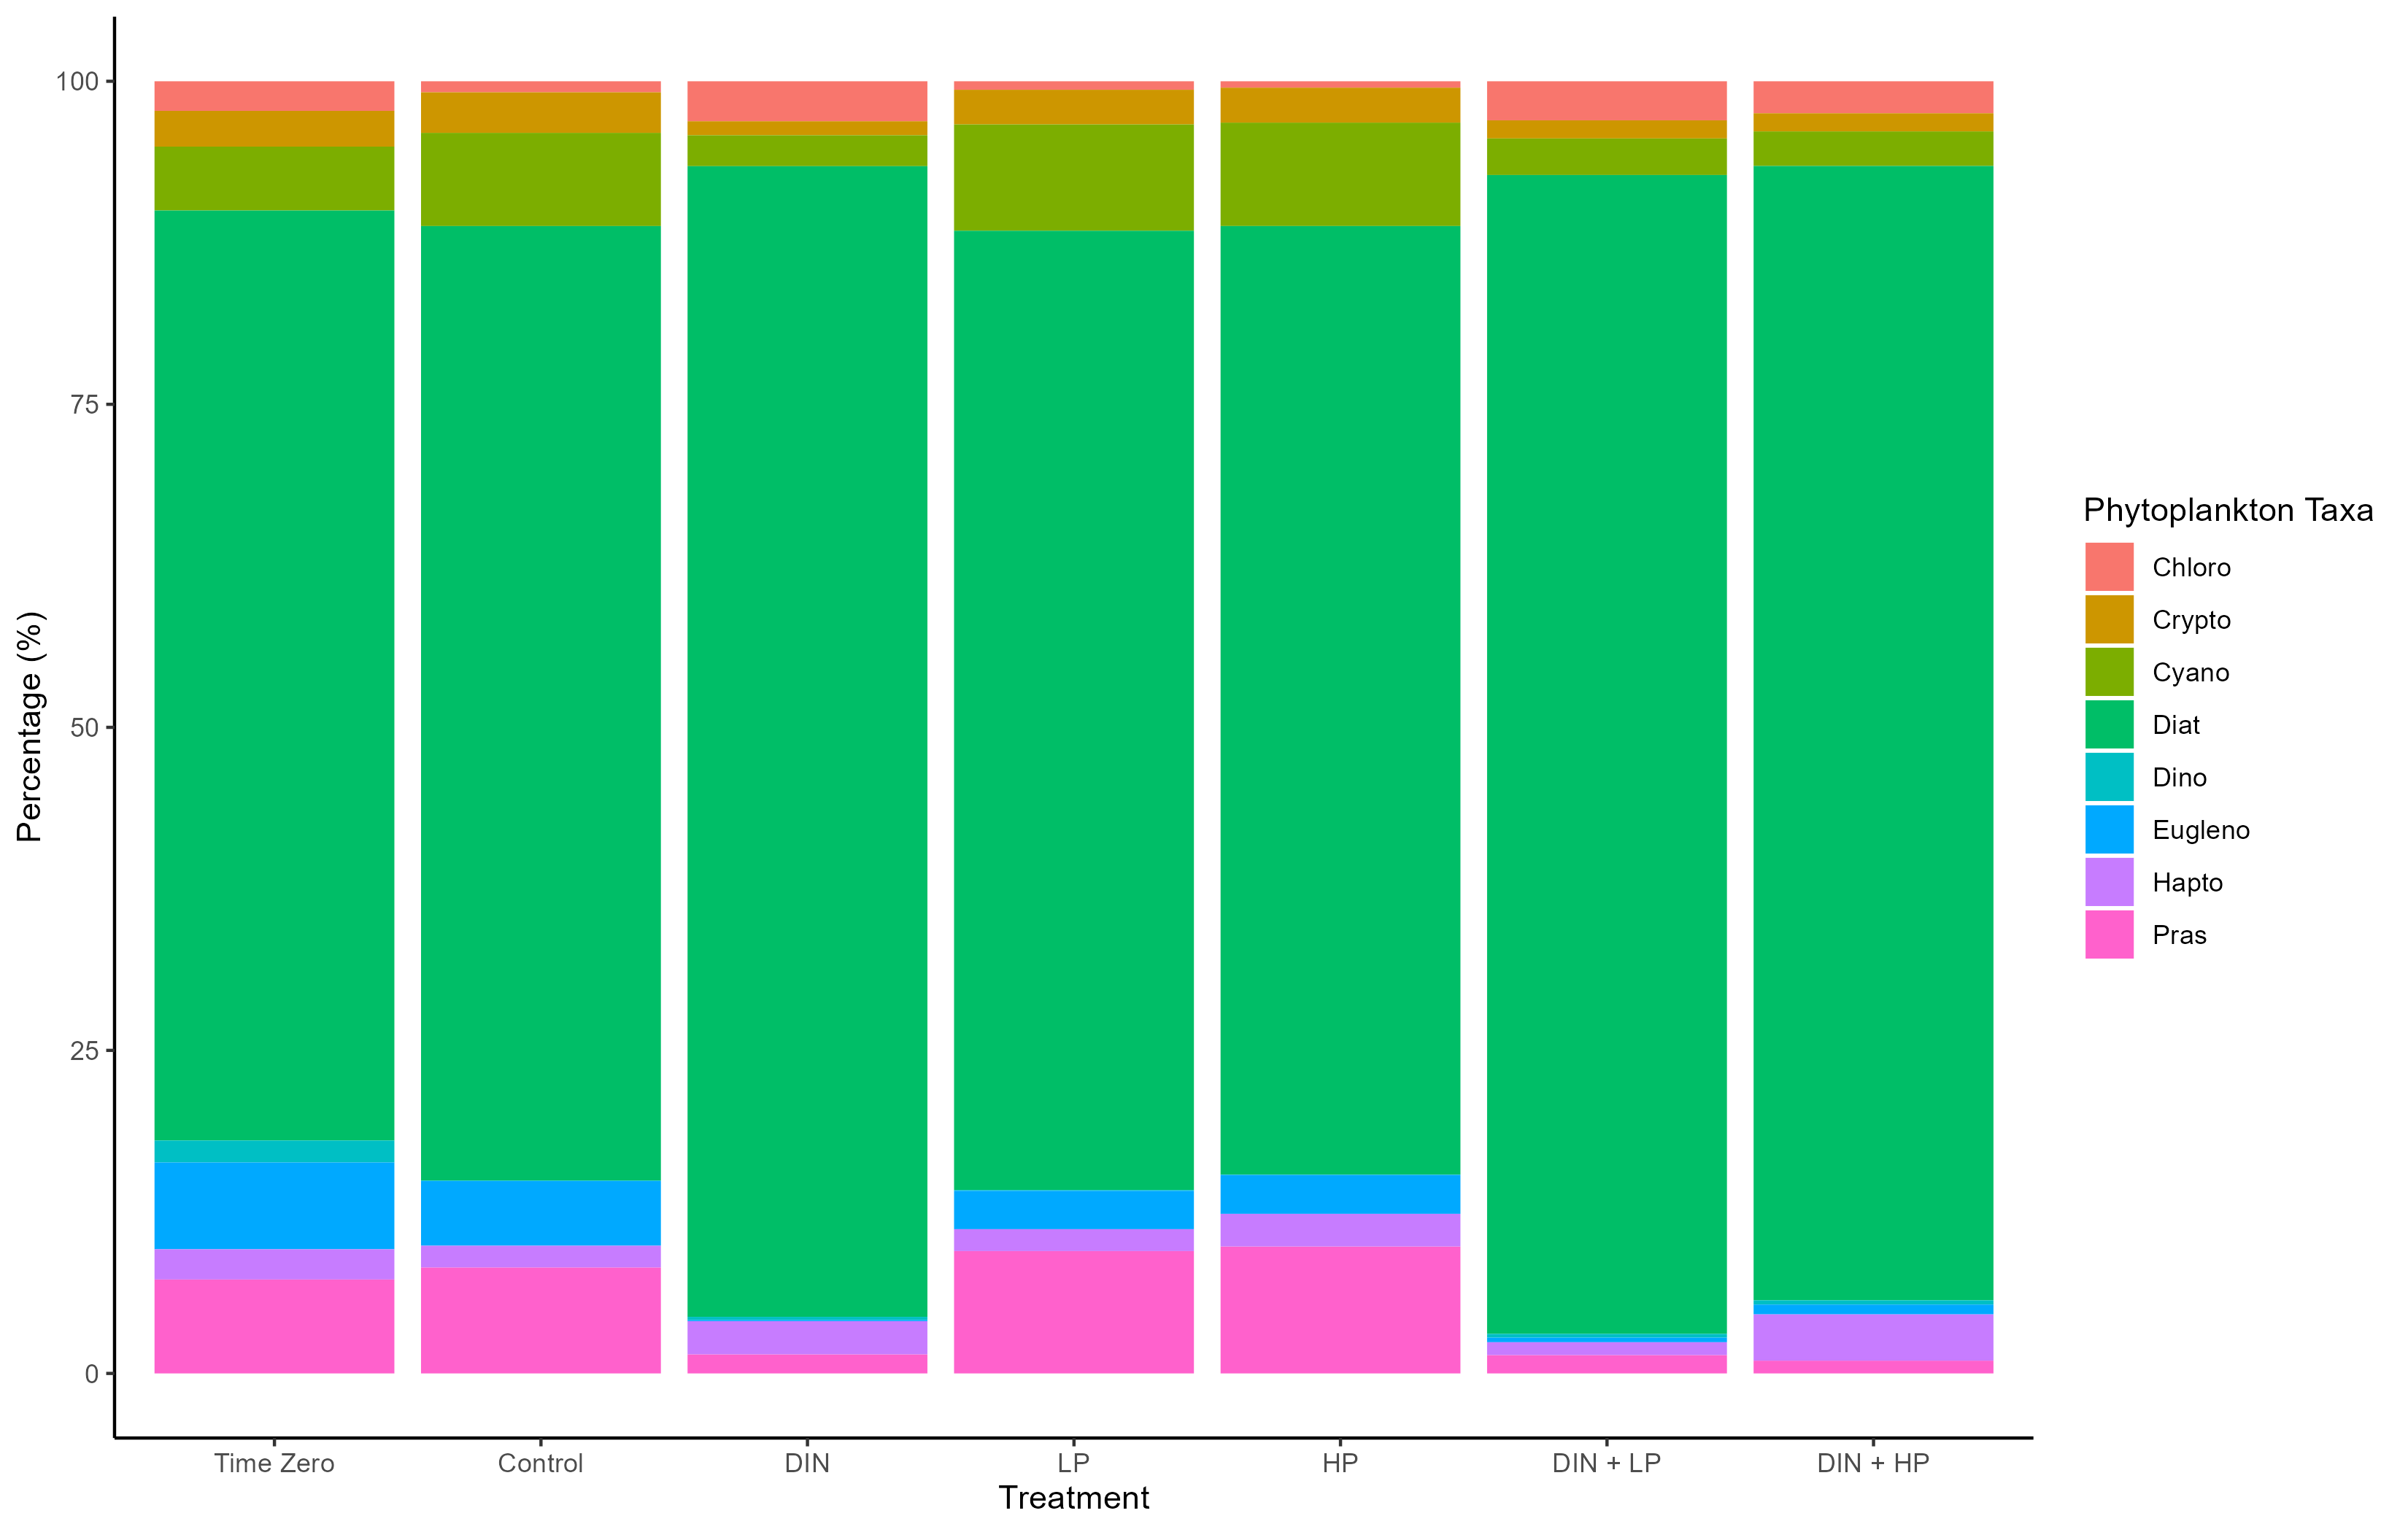 Percentage (%)
100
75
50
25
0
Time Zero
Control
DIN
LP
HP
DIN + LP
DIN + HP
Treatment
Phytoplankton Taxa
Chloro
Crypto
Cyano
Diat
Dino
Eugleno
Hapto
Pras